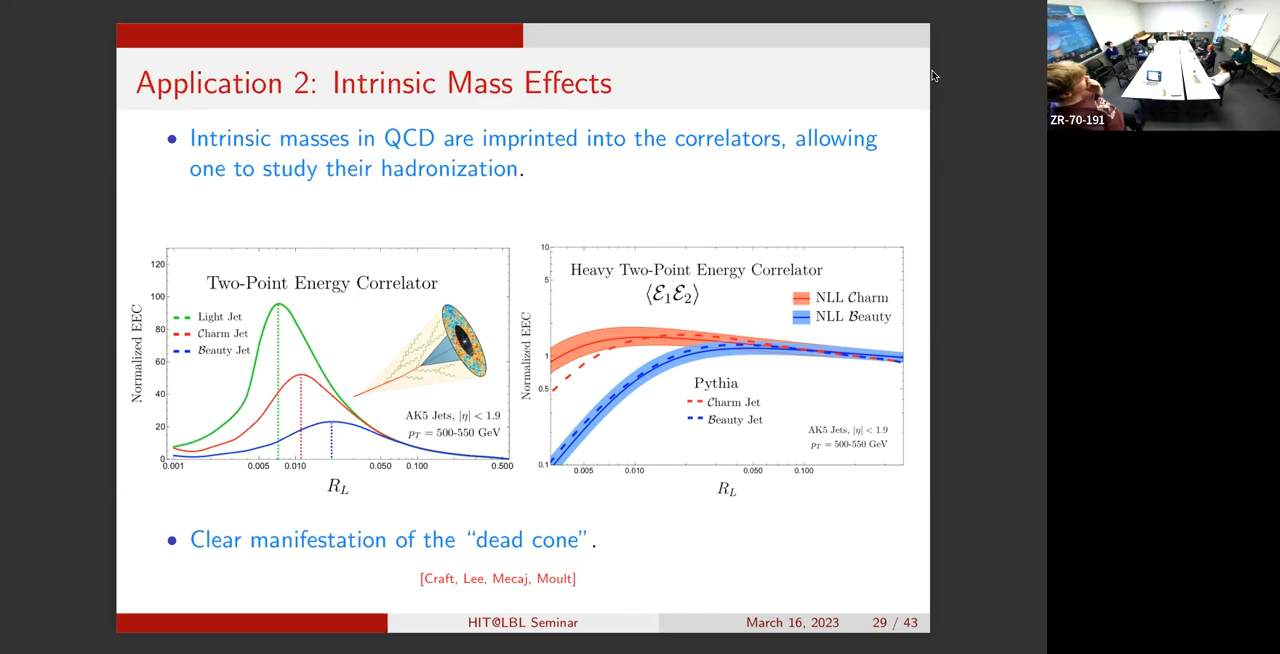 Application 2: Intrinsic Mass Effects
• Intrinsic masses in QCD are imprinted into the correlators, allowing
one to study their hadronization.
Two-Point Energy Correlator
Normalized EEC
120
100
80
60
40
20
0
Light Jet
Charm Jet
Beauty Jet
AK5 Jets, |η| < 1.9
p_T = 500-550 GeV
0.001 0.005 0.010 0.050 0.100 0.500
R_L
Heavy Two-Point Energy Correlator
⟨ℰ₁ℰ₂⟩
Normalized EEC
10
5
1
0.5
0.1
NLL Charm
NLL Beauty
Pythia
Charm Jet
Beauty Jet
AK5 Jets, |η| < 1.9
p_T = 500-550 GeV
0.005 0.010 0.050 0.100
R_L
• Clear manifestation of the “dead cone”.
[Craft, Lee, Mecaj, Moult]
HIT@LBL Seminar March 16, 2023 29 / 43
ZR-70-191